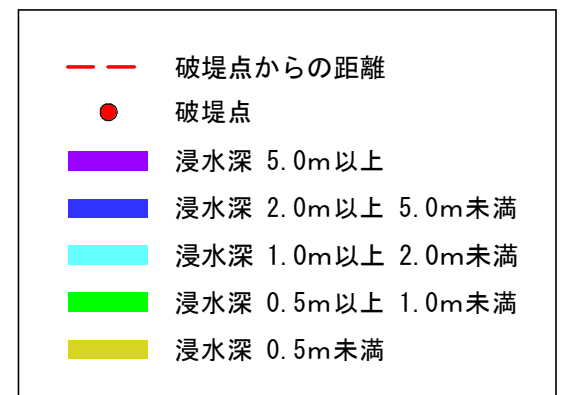 破堤点からの距離
破堤点
浸水深 5.0m以上
浸水深 2.0m以上 5.0m未満
浸水深 1.0m以上 2.0m未満
浸水深 0.5m以上 1.0m未満
浸水深 0.5m未満